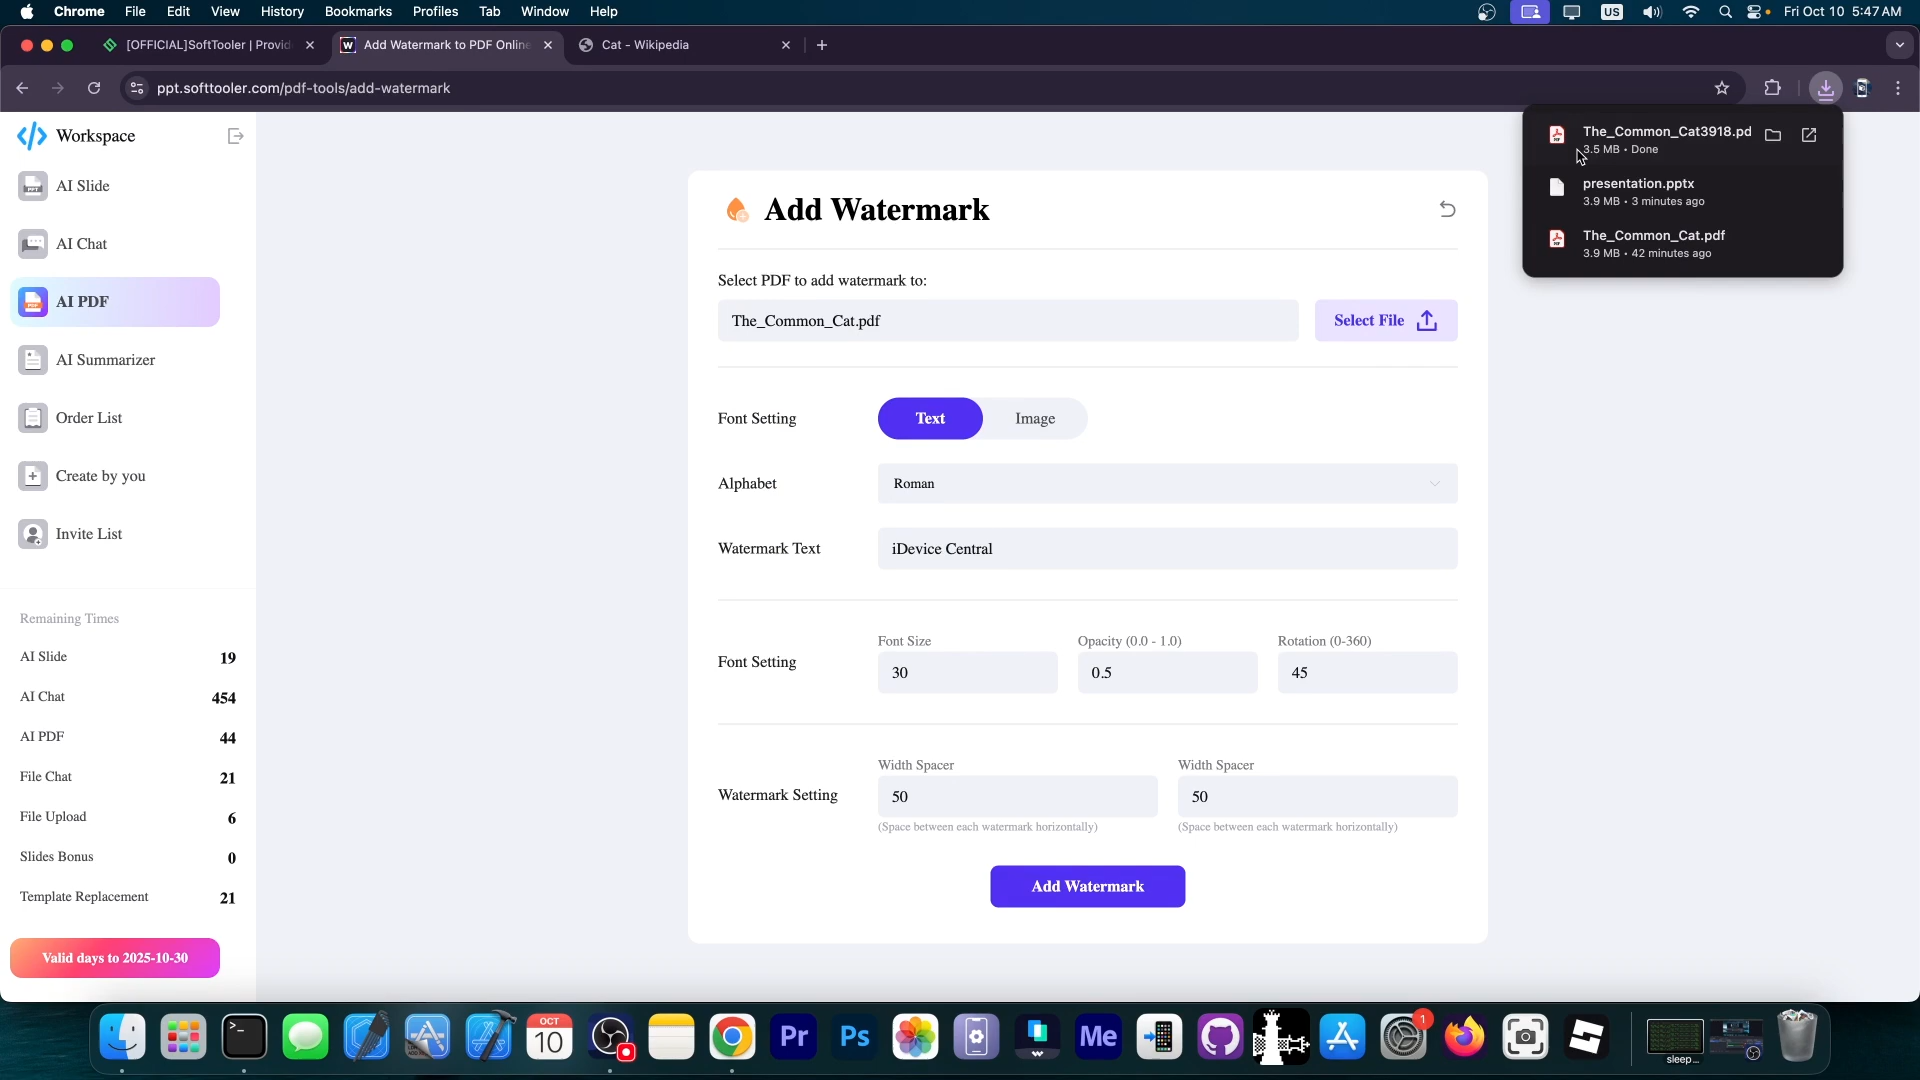 Chrome File Edit View History Bookmarks Profiles Tab Window Help US Fri Oct 10 5:47 AM
[OFFICIAL]SoftTooler | Provid Add Watermark to PDF Online Cat - Wikipedia
ppt.softtooler.com/pdf-tools/add-watermark
Workspace
AI Slide
AI Chat
AI PDF
AI Summarizer
Order List
Create by you
Invite List
Remaining Times
AI Slide 19
AI Chat 454
AI PDF 44
File Chat 21
File Upload 6
Slides Bonus 0
Template Replacement 21
Valid days to 2025-10-30
Add Watermark
Select PDF to add watermark to:
The_Common_Cat.pdf Select File
Font Setting Text Image
Alphabet Roman
Watermark Text iDevice Central
Font Size Opacity (0.0 - 1.0) Rotation (0-360)
Font Setting 30 0.5 45
Width Spacer Width Spacer
Watermark Setting 50 50
(Space between each watermark horizontally) (Space between each watermark horizontally)
Add Watermark
The_Common_Cat3918.pd
3.5 MB • Done
presentation.pptx
3.9 MB • 3 minutes ago
The_Common_Cat.pdf
3.9 MB • 42 minutes ago
OCT
10
Pr Ps Me 1
sleep...